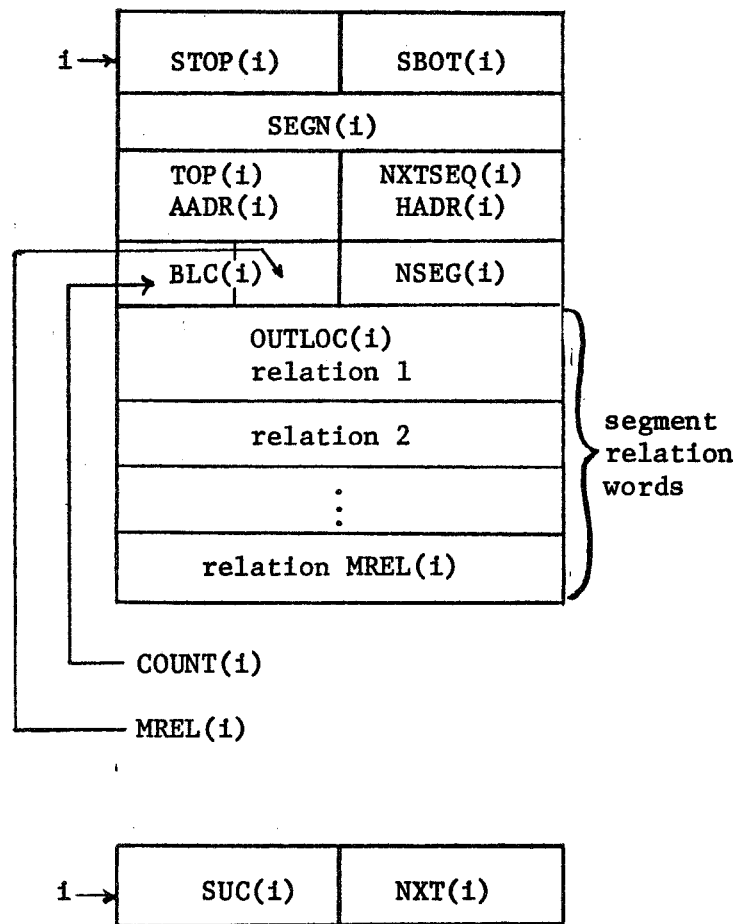 i STOP(i) SBOT(i)
SEGN(i)
TOP(i) NXTSEQ(i)
AADR(i) HADR(i)
BLC(i) NSEG(i)
OUTLOC(i)
relation 1
relation 2
segment
relation
words
relation MREL(i)
COUNT(i)
MREL(i)
i SUC(i) NXT(i)